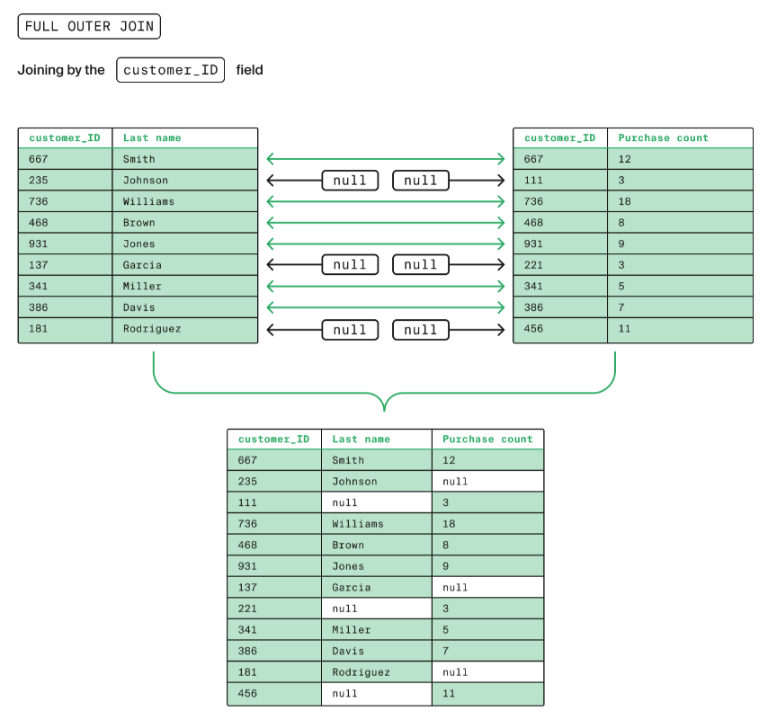 FULL OUTER JOIN
Joining by the customer_ID field
customer_ID Last name customer_ID Purchase count
667 Smith 667 12
235 Johnson null null 111 3
736 Williams 736 18
468 Brown 468 8
931 Jones 931 9
137 Garcia null null 221 3
341 Miller 341 5
386 Davis 386 7
181 Rodriguez null null 456 11
customer_ID Last name Purchase count
667 Smith 12
235 Johnson null
111 null 3
736 Williams 18
468 Brown 8
931 Jones 9
137 Garcia null
221 null 3
341 Miller 5
386 Davis 7
181 Rodriguez null
456 null 11